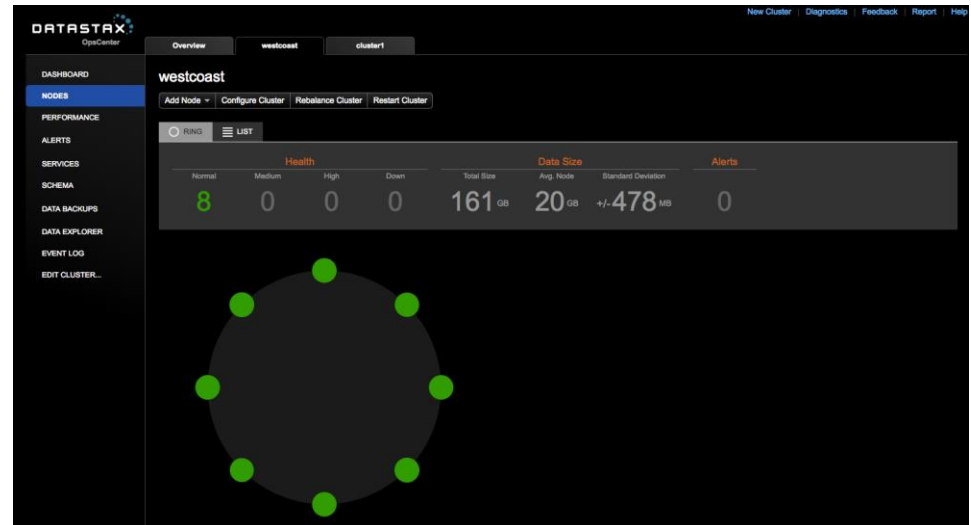 New Cluster | Diagnostics | Feedback | Report | Help
DATASTAX
OpsCenter
Overview
westcoast
cluster1
DASHBOARD
NODES
PERFORMANCE
ALERTS
SERVICES
SCHEMA
DATA BACKUPS
DATA EXPLORER
EVENT LOG
EDIT CLUSTER...
westcoast
Add Node Configure Cluster Rebalance Cluster Restart Cluster
RING LIST
Health Data Size Alerts
Normal Medium High Down Total Size Avg. Node Standard Deviation
8 0 0 0 161 GB 20 GB +/-478 MB 0